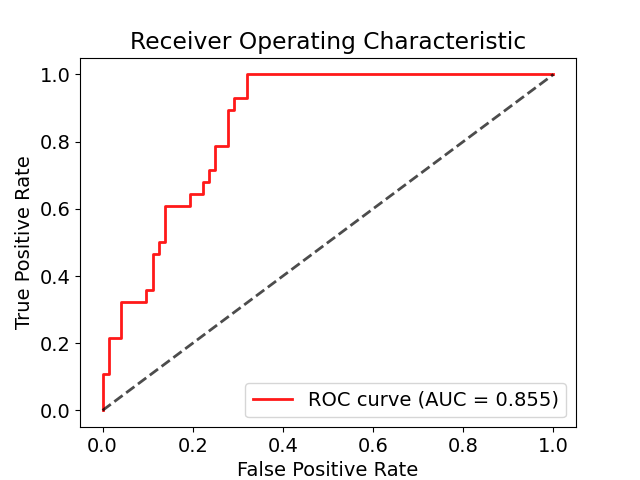 Receiver Operating Characteristic
1.0
0.8
0.6
0.4
0.2
0.0
True Positive Rate
ROC curve (AUC = 0.855)
0.0 0.2 0.4 0.6 0.8 1.0
False Positive Rate